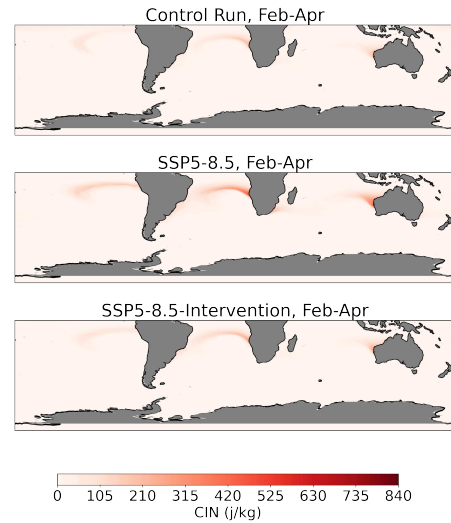 Control Run, Feb-Apr
SSP5-8.5, Feb-Apr
SSP5-8.5-Intervention, Feb-Apr
0 105 210 315 420 525 630 735 840
CIN (j/kg)